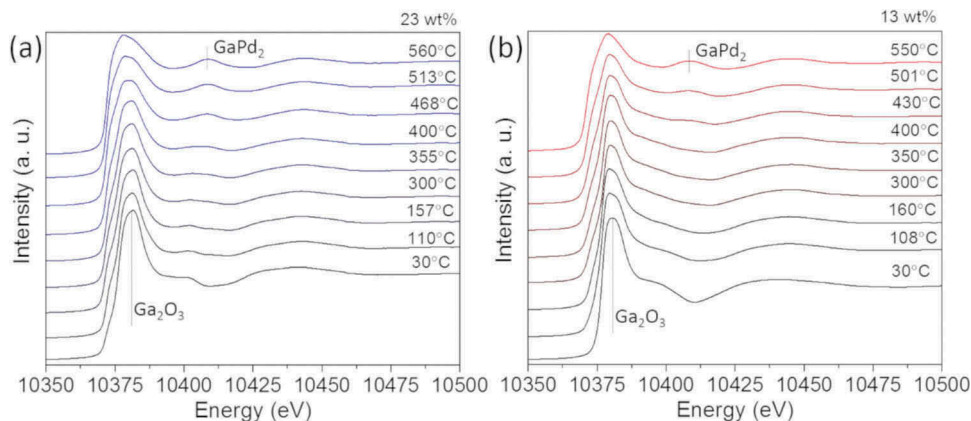 23 wt%
(a)
GaPd₂
560°C
513°C
468°C
400°C
355°C
300°C
157°C
110°C
30°C
Ga₂O₃
Intensity (a. u.)
10350 10375 10400 10425 10450 10475 10500
Energy (eV)
13 wt%
(b)
GaPd₂
550°C
501°C
430°C
400°C
350°C
300°C
160°C
108°C
30°C
Ga₂O₃
Intensity (a. u.)
10350 10375 10400 10425 10450 10475 10500
Energy (eV)